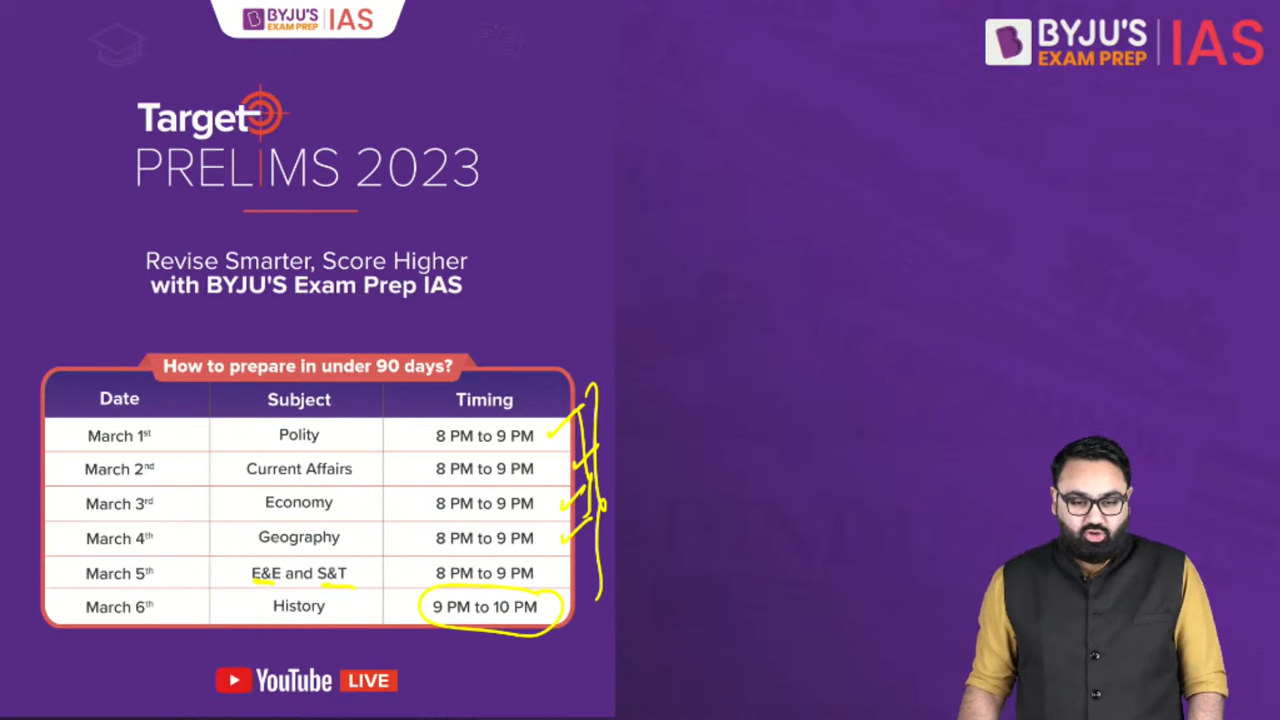 BYJU'S
EXAM PREP
IAS
BYJU'S
EXAM PREP
IAS
Target
PRELIMS 2023
Revise Smarter, Score Higher
with BYJU'S Exam Prep IAS
How to prepare in under 90 days?
Date Subject Timing
March 1st Polity 8 PM to 9 PM
March 2nd Current Affairs 8 PM to 9 PM
March 3rd Economy 8 PM to 9 PM
March 4th Geography 8 PM to 9 PM
March 5th E&E and S&T 8 PM to 9 PM
March 6th History 9 PM to 10 PM
YouTube LIVE